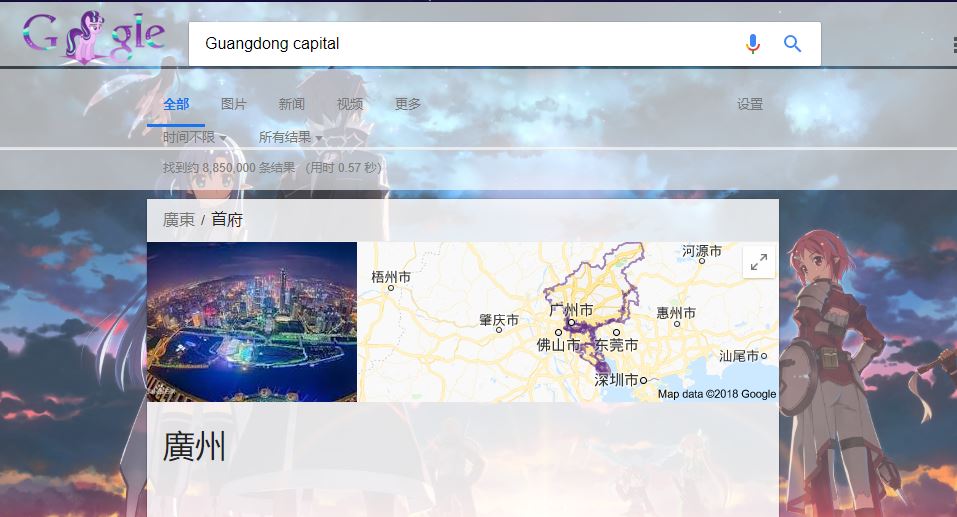 Google
Guangdong capital
全部 图片 新闻 视频 更多 设置
时间不限 所有结果
找到约 8,850,000 条结果 (用时 0.57 秒)
廣東 / 首府
河源市
梧州市
广州市
惠州市
肇庆市
佛山市 东莞市
汕尾市
深圳市
Map data ©2018 Google
廣州